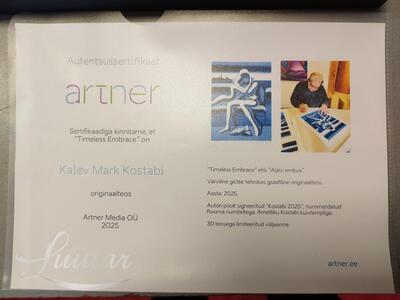 Autentsussertifikaat
artner
Sertifikaadiga kinnitame, et
"Timeless Embrace" on
Kalev Mark Kostabi
originaalteos
Artner Media OÜ
2025
"Timeless Embrace" ehk "Ajatu embus"
Värviline giclée tehnikas graafiline originaalteos.
Aasta: 2025.
Autori poolt signeeritud "Kostabi 2025", nummerdatud
Rooma numbritega. Ametliku Kostabi kuivtempliga.
30 teosega limiteeritud väljaanne.
artner.ee
Luuar